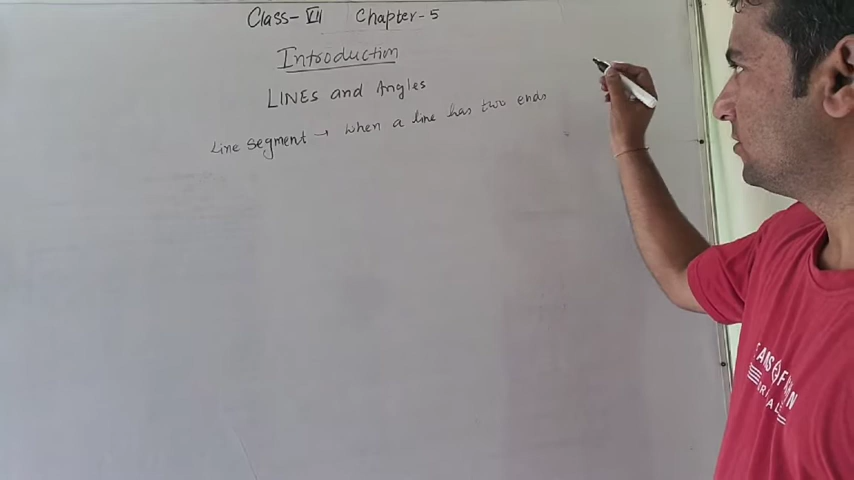 Class-VII Chapter-5
Introduction
LINES and Angles
Line segment → when a line has two ends